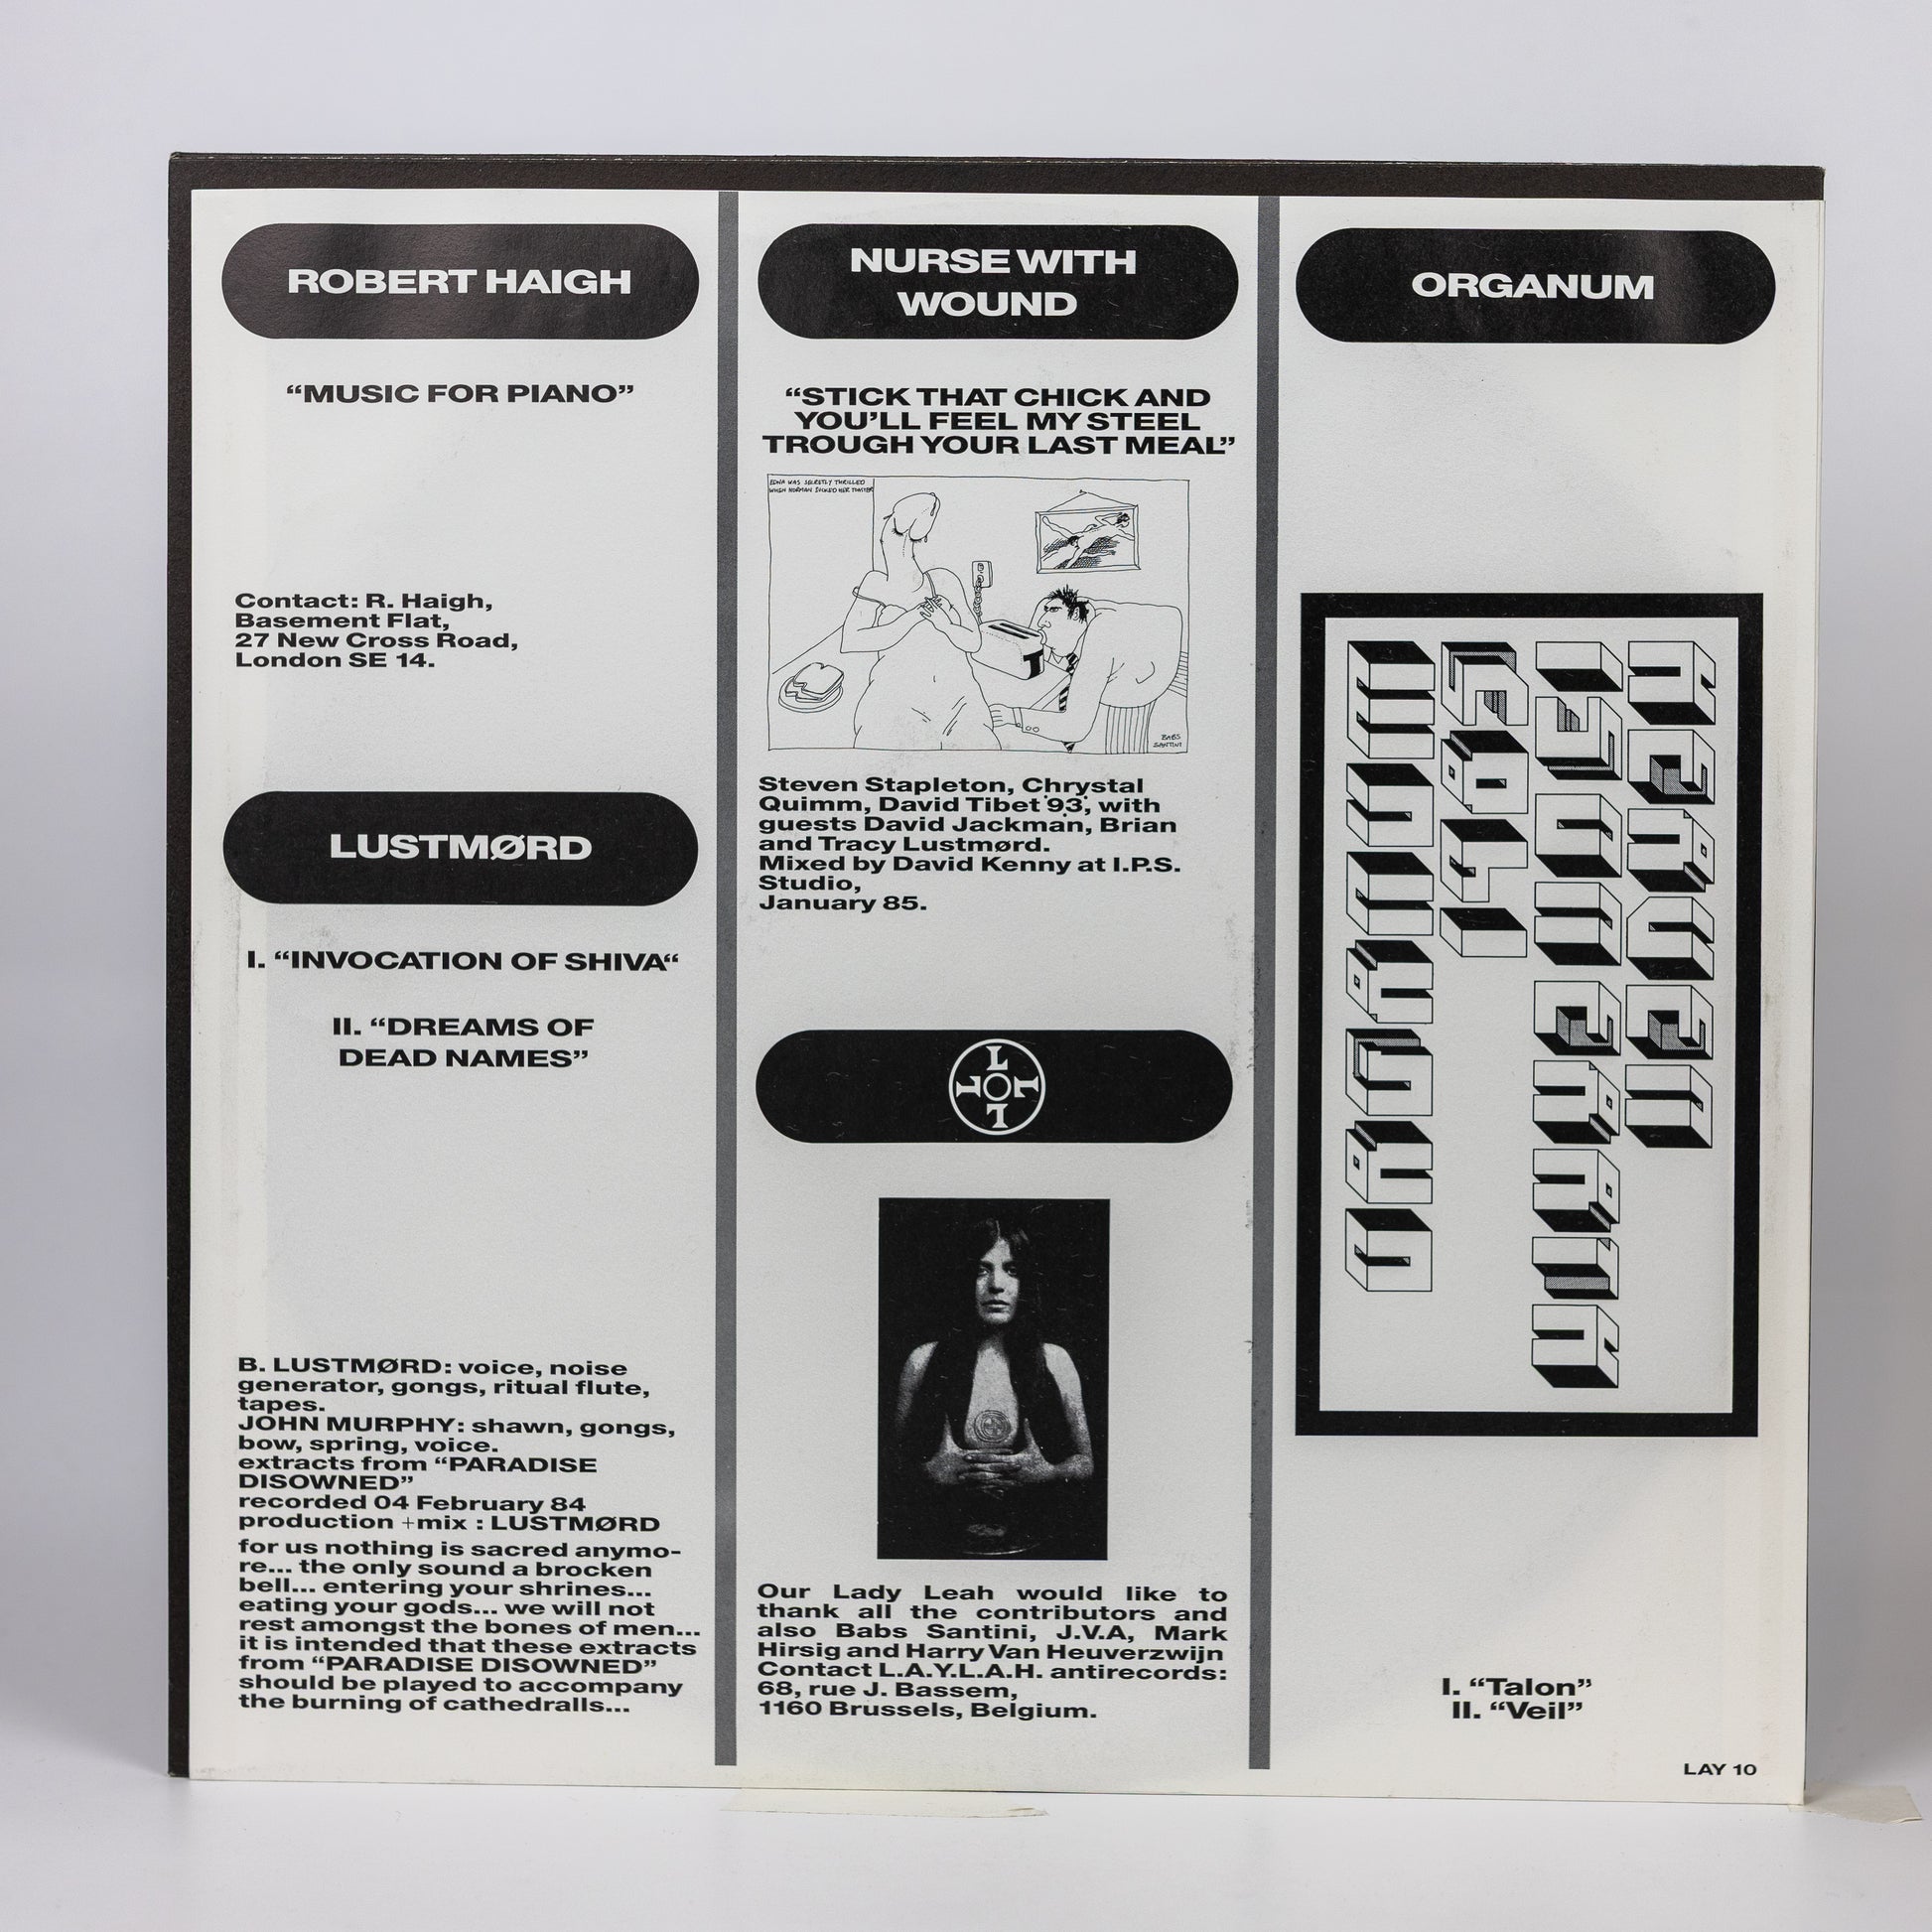 ROBERT HAIGH
“MUSIC FOR PIANO”
Contact: R. Haigh,
Basement Flat,
27 New Cross Road,
London SE 14.
LUSTMØRD
I. “INVOCATION OF SHIVA“
II. “DREAMS OF
DEAD NAMES”
B. LUSTMØRD: voice, noise
generator, gongs, ritual flute,
tapes.
JOHN MURPHY: shawn, gongs,
bow, spring, voice.
extracts from “PARADISE
DISOWNED”
recorded 04 February 84
production +mix : LUSTMØRD
for us nothing is sacred anymo-
re... the only sound a brocken
bell... entering your shrines...
eating your gods... we will not
rest amongst the bones of men...
it is intended that these extracts
from “PARADISE DISOWNED”
should be played to accompany
the burning of cathedralls...
NURSE WITH
WOUND
“STICK THAT CHICK AND
YOU’LL FEEL MY STEEL
TROUGH YOUR LAST MEAL”
EDNA WAS SECRETLY THRILLED
WHEN NORMAN SUCKED HER TOASTER
BABS
SANTINI
Steven Stapleton, Chrystal
Quimm, David Tibet '93', with
guests David Jackman, Brian
and Tracy Lustmørd.
Mixed by David Kenny at I.P.S.
Studio,
January 85.
L
L
L
L
Our Lady Leah would like to
thank all the contributors and
also Babs Santini, J.V.A, Mark
Hirsig and Harry Van Heuverzwijn
Contact L.A.Y.L.A.H. antirecords:
68, rue J. Bassem,
1160 Brussels, Belgium.
ORGANUM
I. “Talon”
II. “Veil”
LAY 10